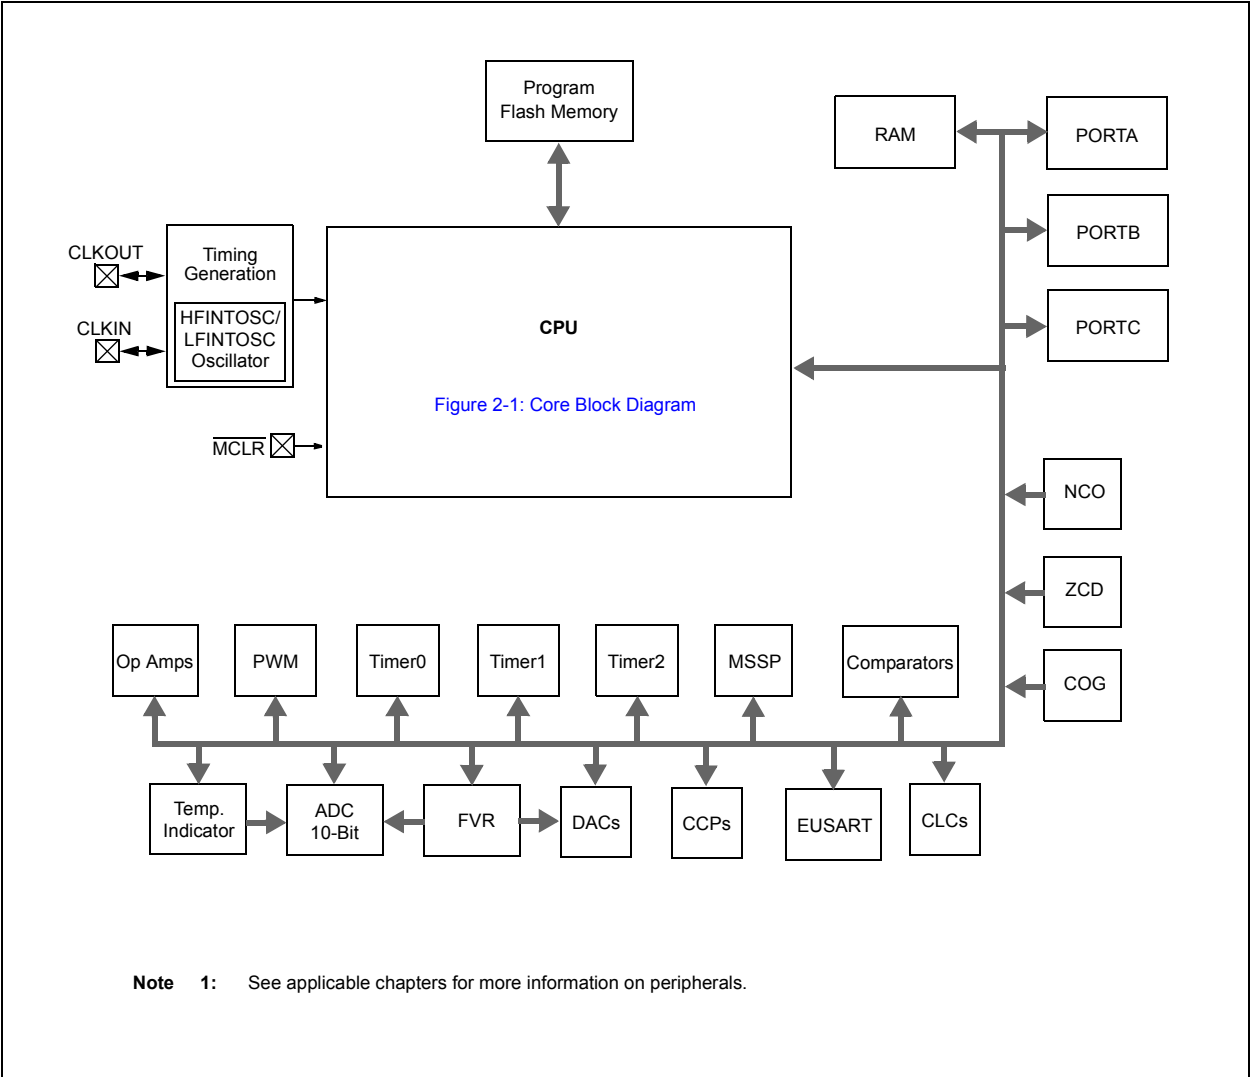 Program
Flash Memory
RAM
PORTA
PORTB
PORTC
CLKOUT
Timing
Generation
CLKIN
HFINTOSC/
LFINTOSC
Oscillator
CPU
Figure 2-1: Core Block Diagram
MCLR
NCO
ZCD
COG
Op Amps
PWM
Timer0
Timer1
Timer2
MSSP
Comparators
Temp.
Indicator
ADC
10-Bit
FVR
DACs
CCPs
EUSART
CLCs
Note 1: See applicable chapters for more information on peripherals.